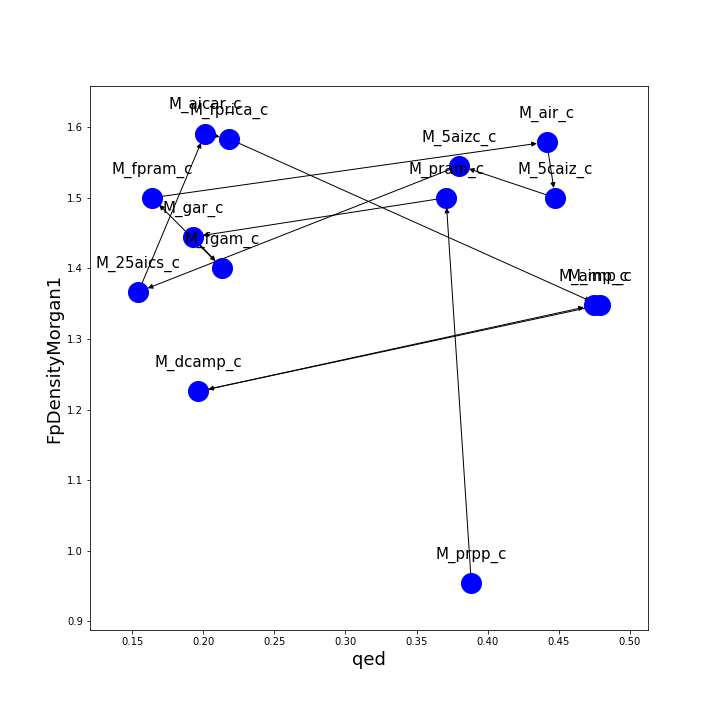 M_aicar_c
M_fprica_c
M_air_c
M_5aizc_c
M_fpram_c
M_pram_c
M_5caiz_c
M_gar_c
M_fgam_c
M_25aics_c
M_amp_c
M_imp_c
M_dcamp_c
M_prpp_c
1.6
1.5
1.4
1.3
1.2
1.1
1.0
0.9
FpDensityMorgan1
0.15 0.20 0.25 0.30 0.35 0.40 0.45 0.50
qed